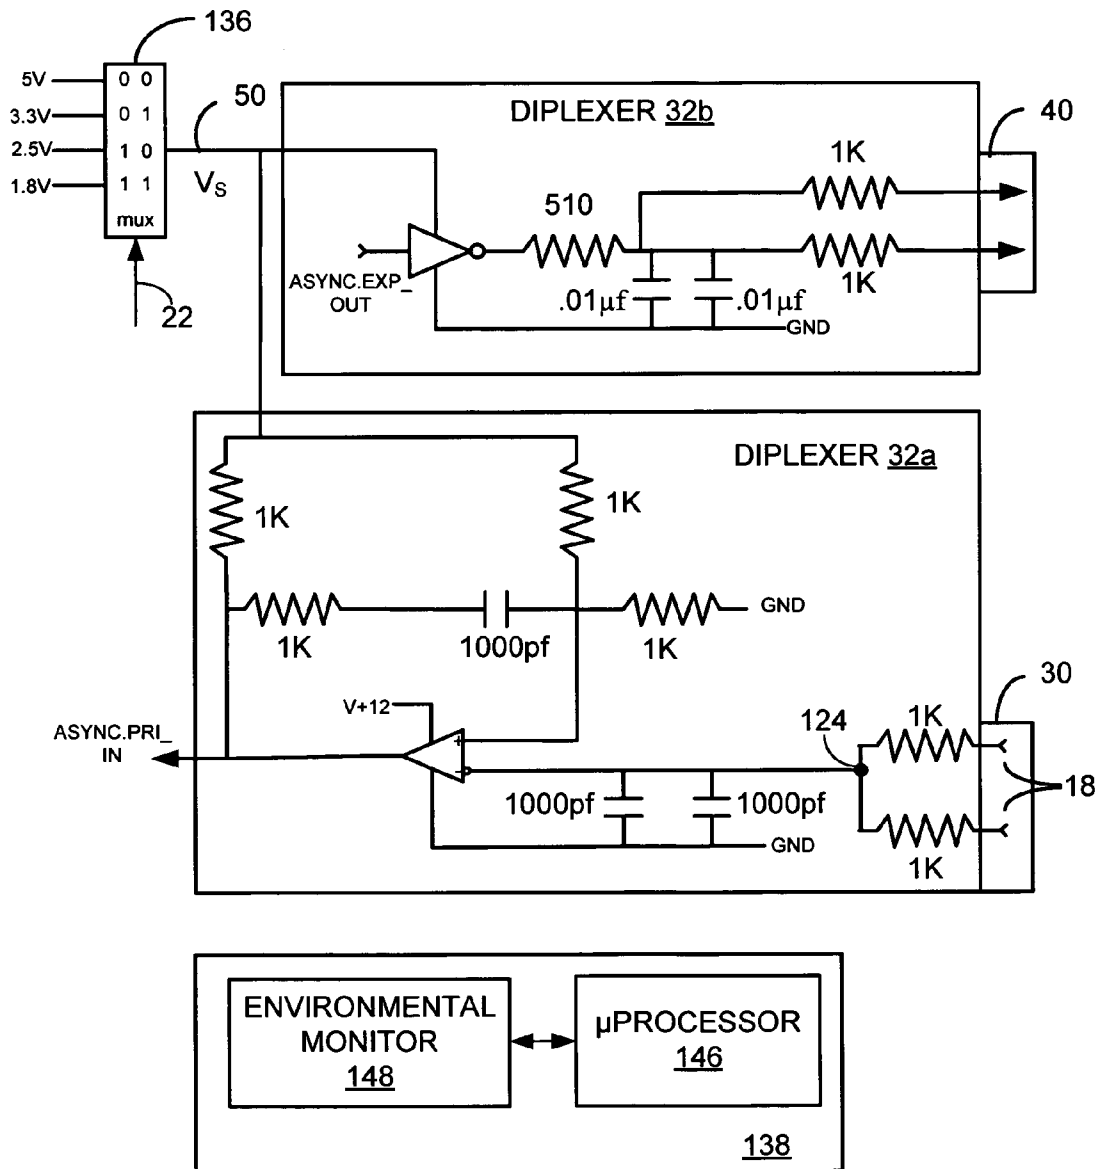 136
5V
0 0
3.3V
0 1
2.5V
1 0
1.8V
1 1
mux
22
50
VS
DIPLEXER 32b
40
1K
510
1K
ASYNC.EXP_
OUT
.01µf
.01µf
GND
DIPLEXER 32a
1K
1K
1K
1000pf
1K
GND
V+12
ASYNC.PRI_
IN
+
−
1000pf
1000pf
GND
124
1K
1K
30
18
ENVIRONMENTAL
MONITOR
148
µPROCESSOR
146
138